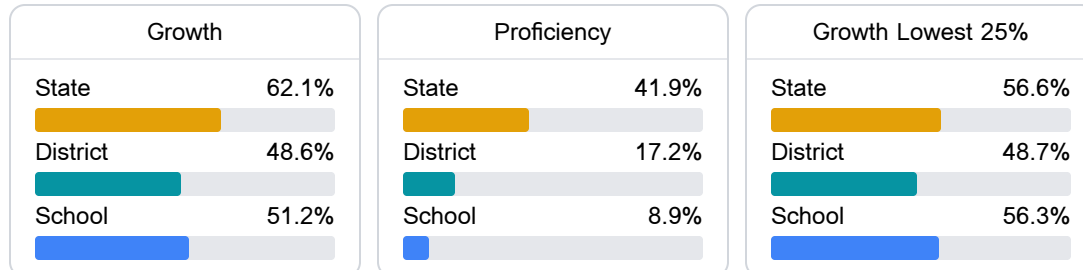 Growth
State 62.1%
District 48.6%
School 51.2%
Proficiency
State 41.9%
District 17.2%
School 8.9%
Growth Lowest 25%
State 56.6%
District 48.7%
School 56.3%